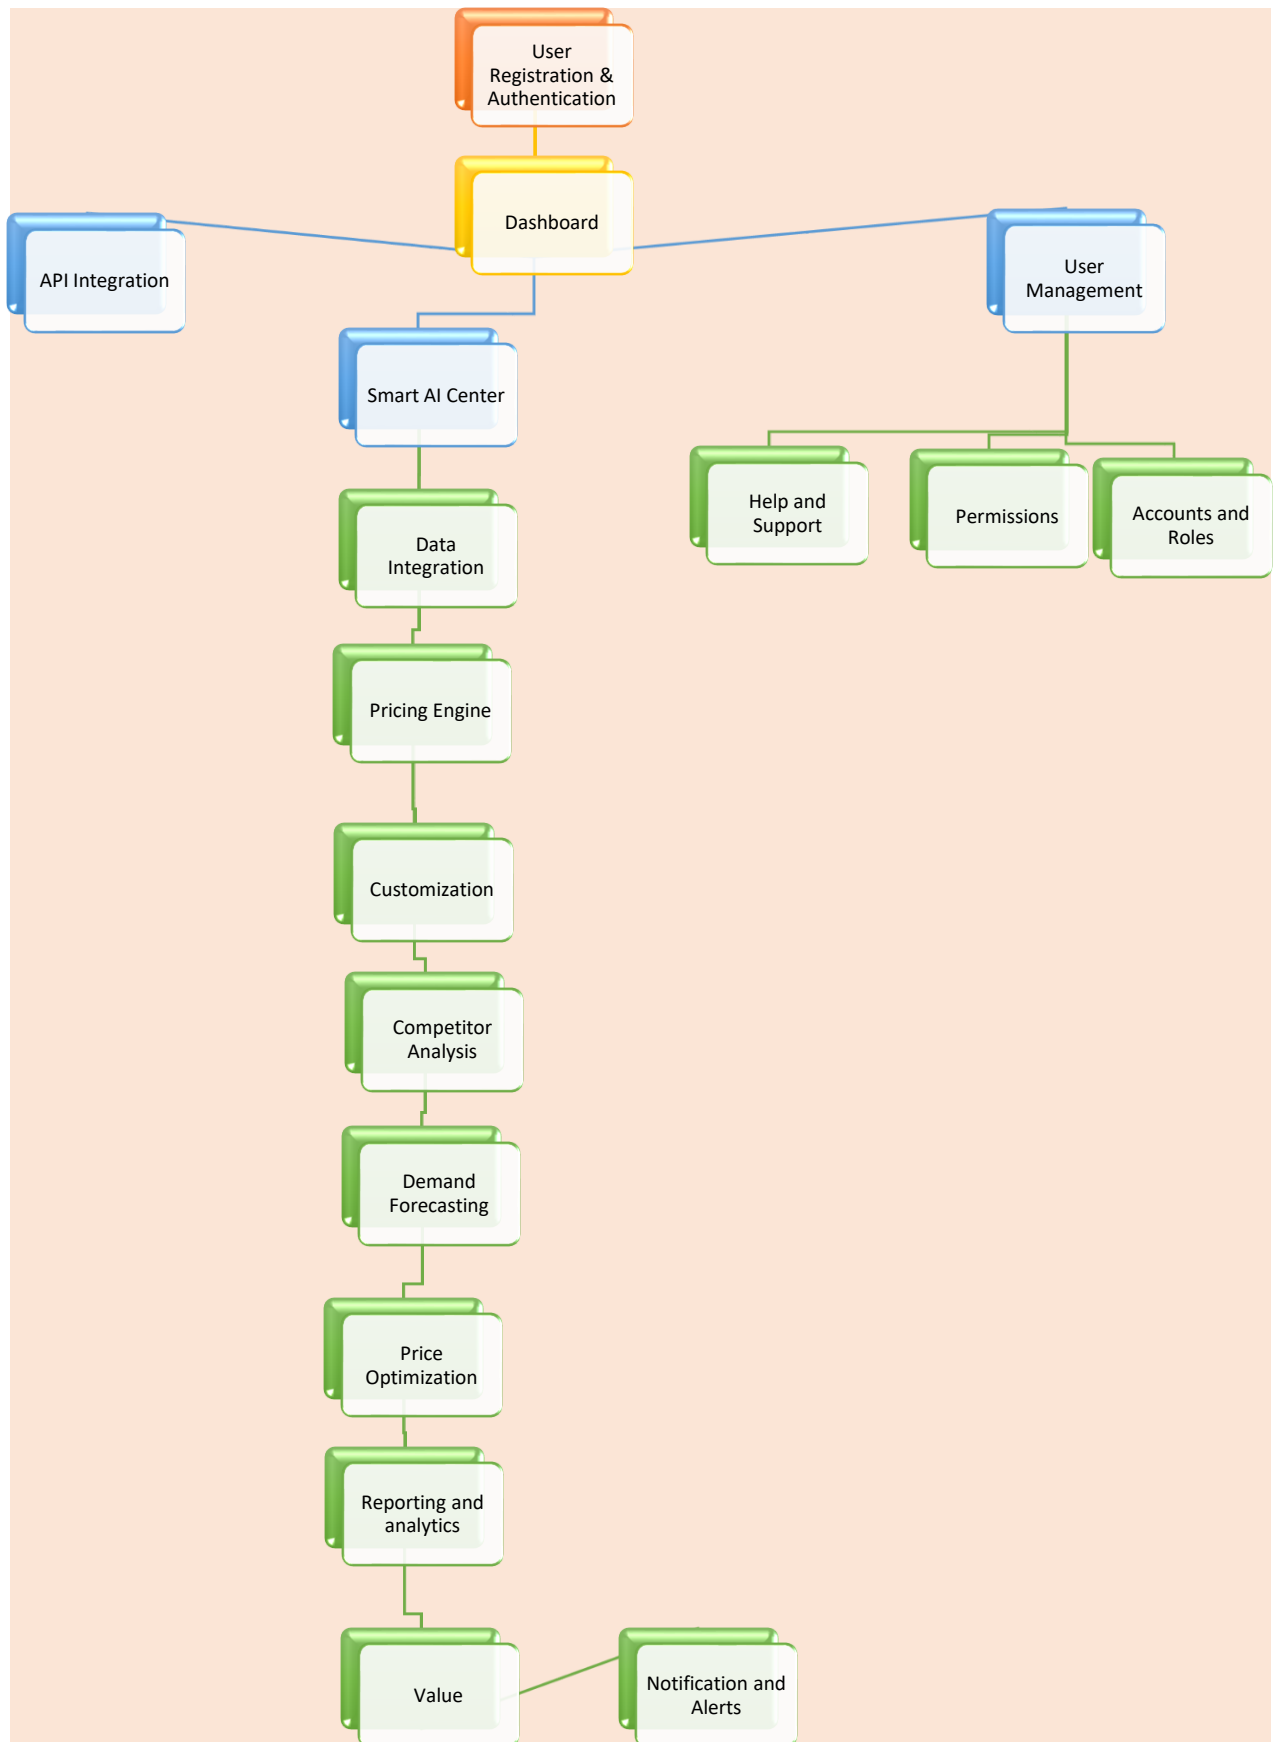 User
Registration &
Authentication
Dashboard
API Integration
User
Management
Smart AI Center
Help and
Support
Permissions
Accounts and
Roles
Data
Integration
Pricing Engine
Customization
Competitor
Analysis
Demand
Forecasting
Price
Optimization
Reporting and
analytics
Value
Notification and
Alerts